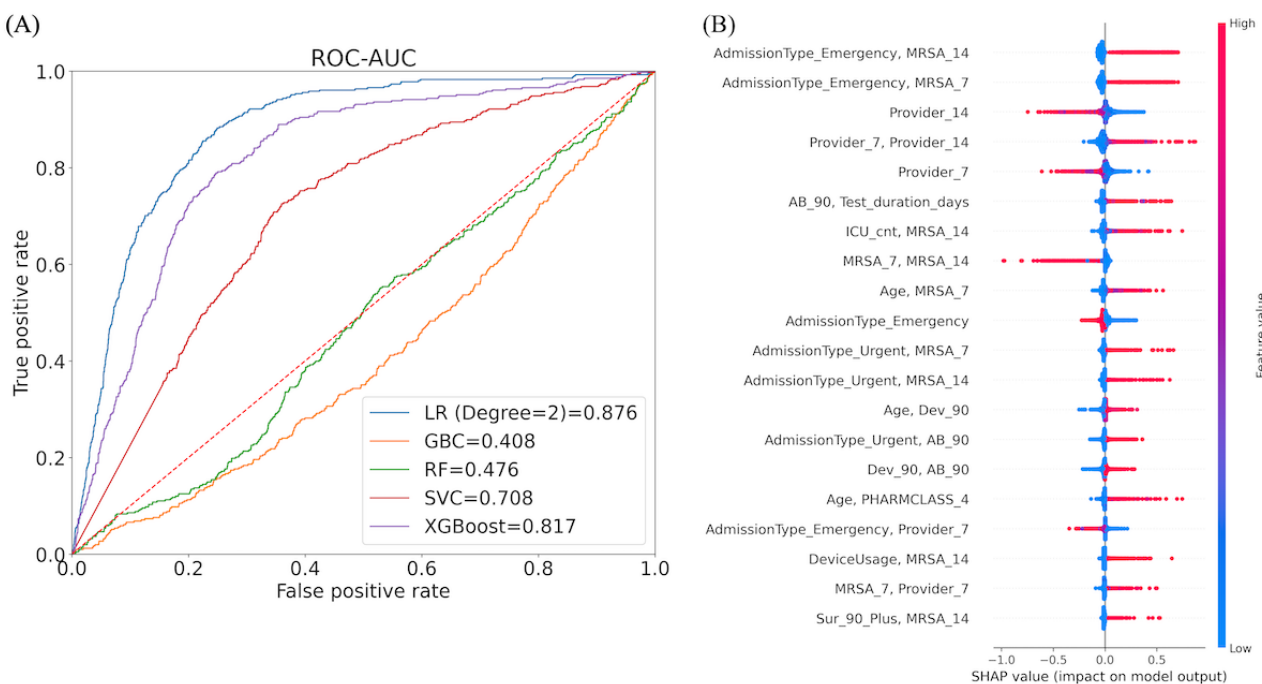 (A)
ROC-AUC
1.0
0.8
0.6
0.4
0.2
0.0
True positive rate
0.0 0.2 0.4 0.6 0.8 1.0
False positive rate
LR (Degree=2)=0.876
GBC=0.408
RF=0.476
SVC=0.708
XGBoost=0.817
(B)
AdmissionType_Emergency, MRSA_14
AdmissionType_Emergency, MRSA_7
Provider_14
Provider_7, Provider_14
Provider_7
AB_90, Test_duration_days
ICU_cnt, MRSA_14
MRSA_7, MRSA_14
Age, MRSA_7
AdmissionType_Emergency
AdmissionType_Urgent, MRSA_7
AdmissionType_Urgent, MRSA_14
Age, Dev_90
AdmissionType_Urgent, AB_90
Dev_90, AB_90
Age, PHARMCLASS_4
AdmissionType_Emergency, Provider_7
DeviceUsage, MRSA_14
MRSA_7, Provider_7
Sur_90_Plus, MRSA_14
−1.0 −0.5 0.0 0.5
SHAP value (impact on model output)
High
Feature value
Low